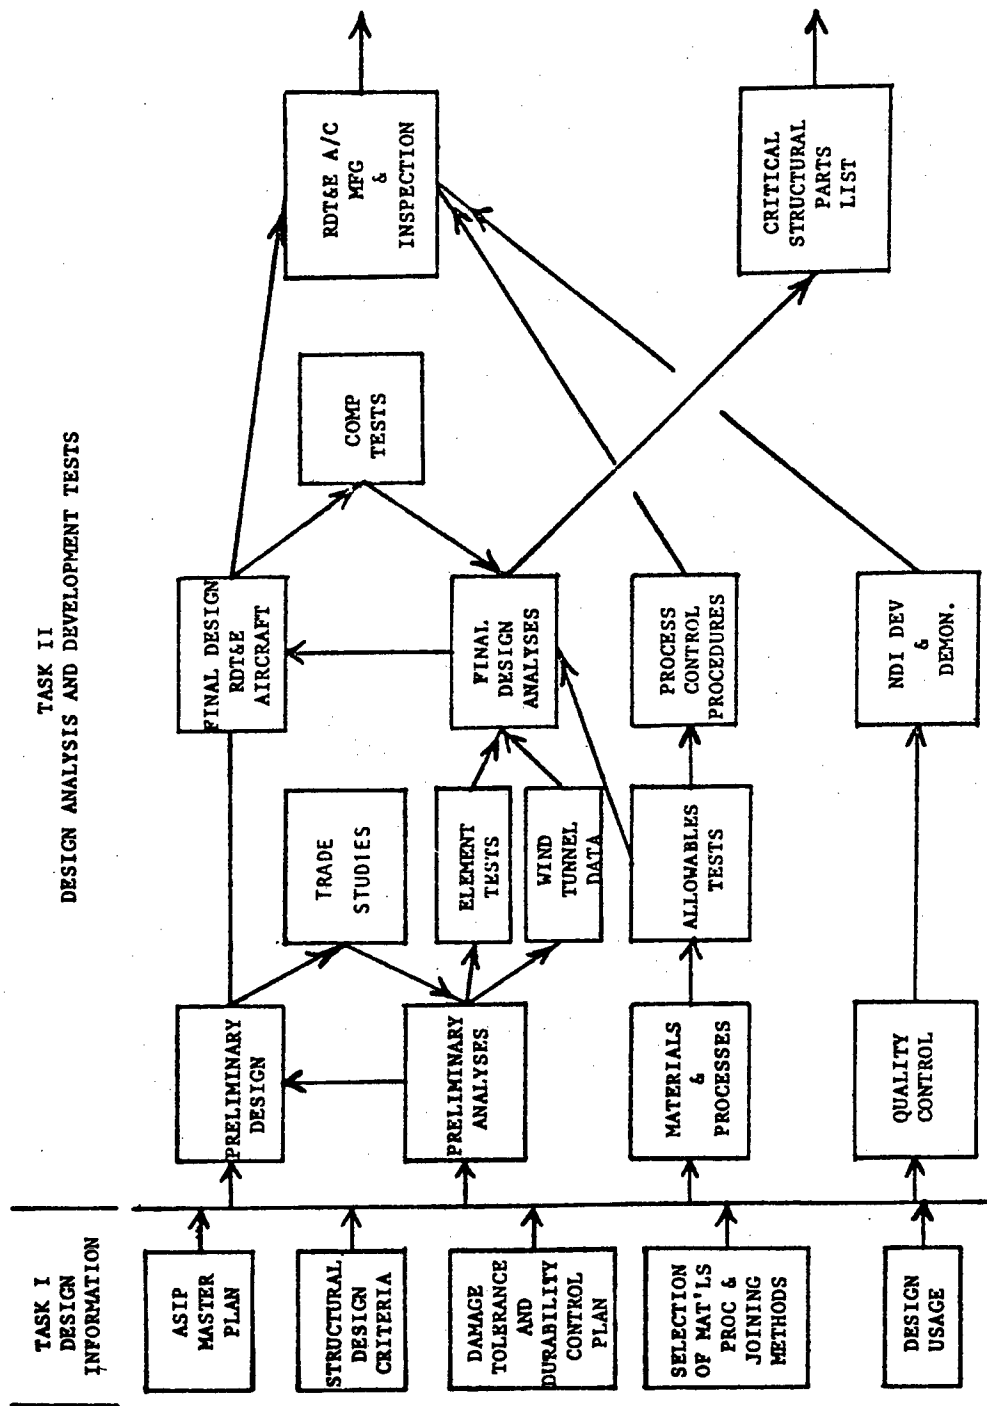 TASK I
DESIGN
INFORMATION
TASK II
DESIGN ANALYSIS AND DEVELOPMENT TESTS
ASIP
MASTER
PLAN
STRUCTURAL
DESIGN
CRITERIA
DAMAGE
TOLERANCE
AND
DURABILITY
CONTROL
PLAN
SELECTION
OF MAT'LS
PROC &
JOINING
METHODS
DESIGN
USAGE
PRELIMINARY
DESIGN
PRELIMINARY
ANALYSES
MATERIALS
&
PROCESSES
QUALITY
CONTROL
TRADE
STUDIES
ELEMENT
TESTS
WIND
TUNNEL
DATA
ALLOWABLES
TESTS
FINAL DESIGN
RDT&E
AIRCRAFT
FINAL
DESIGN
ANALYSES
PROCESS
CONTROL
PROCEDURES
NDI DEV
&
DEMON.
COMP
TESTS
RDT&E A/C
MFG
&
INSPECTION
CRITICAL
STRUCTURAL
PARTS
LIST